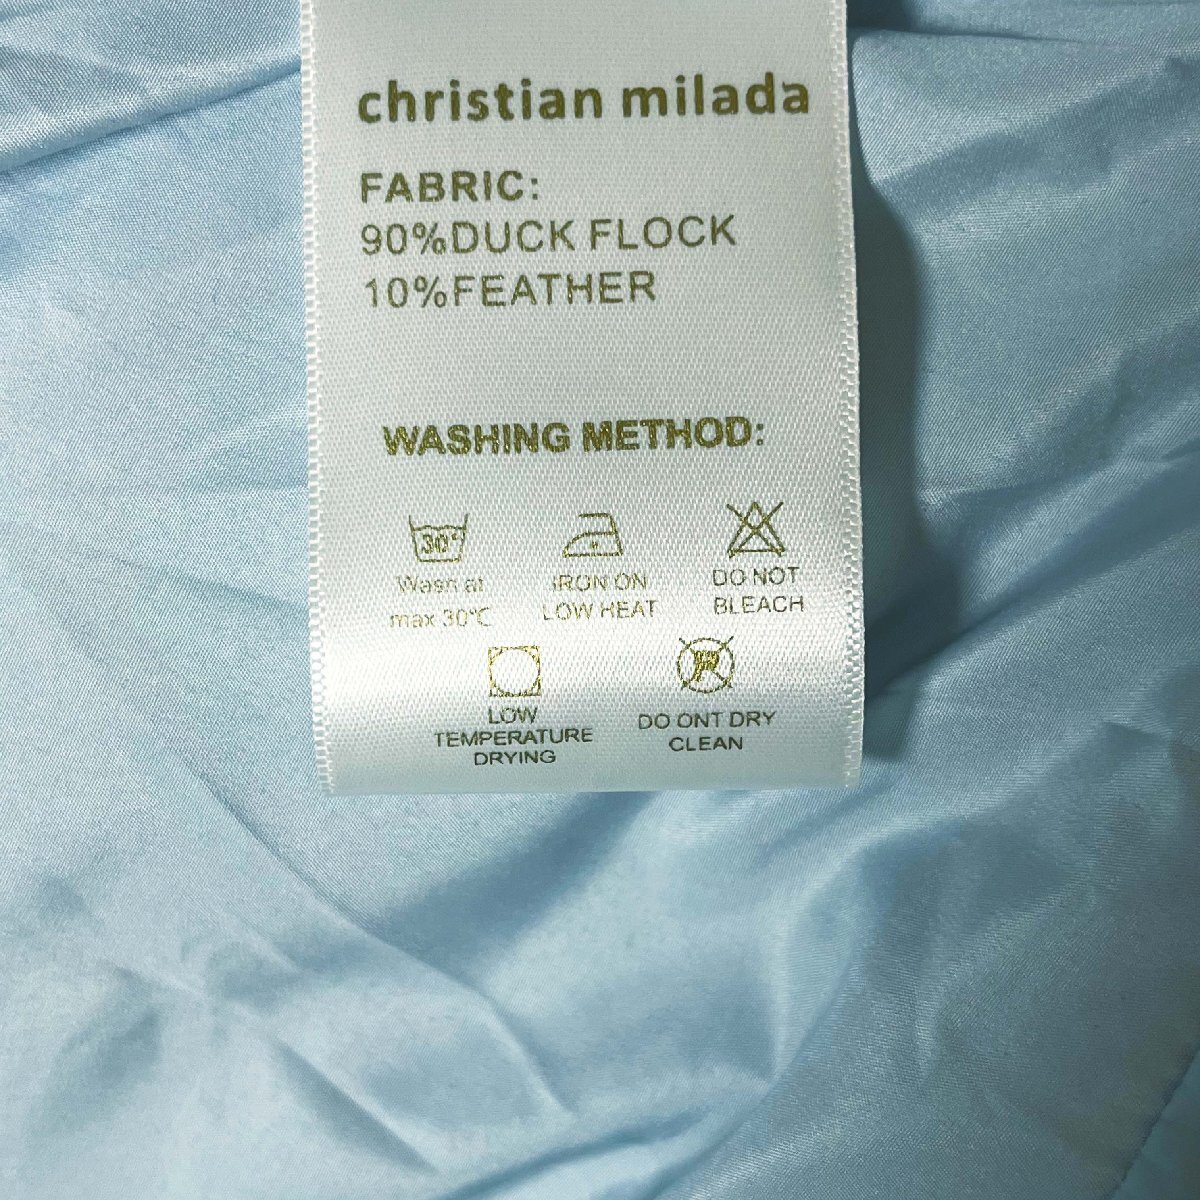 christian milada
FABRIC:
90%DUCK FLOCK
10%FEATHER
WASHING METHOD:
30°
Wash at
max 30°C
IRON ON
LOW HEAT
DO NOT
BLEACH
LOW
TEMPERATURE
DRYING
DO ONT DRY
CLEAN